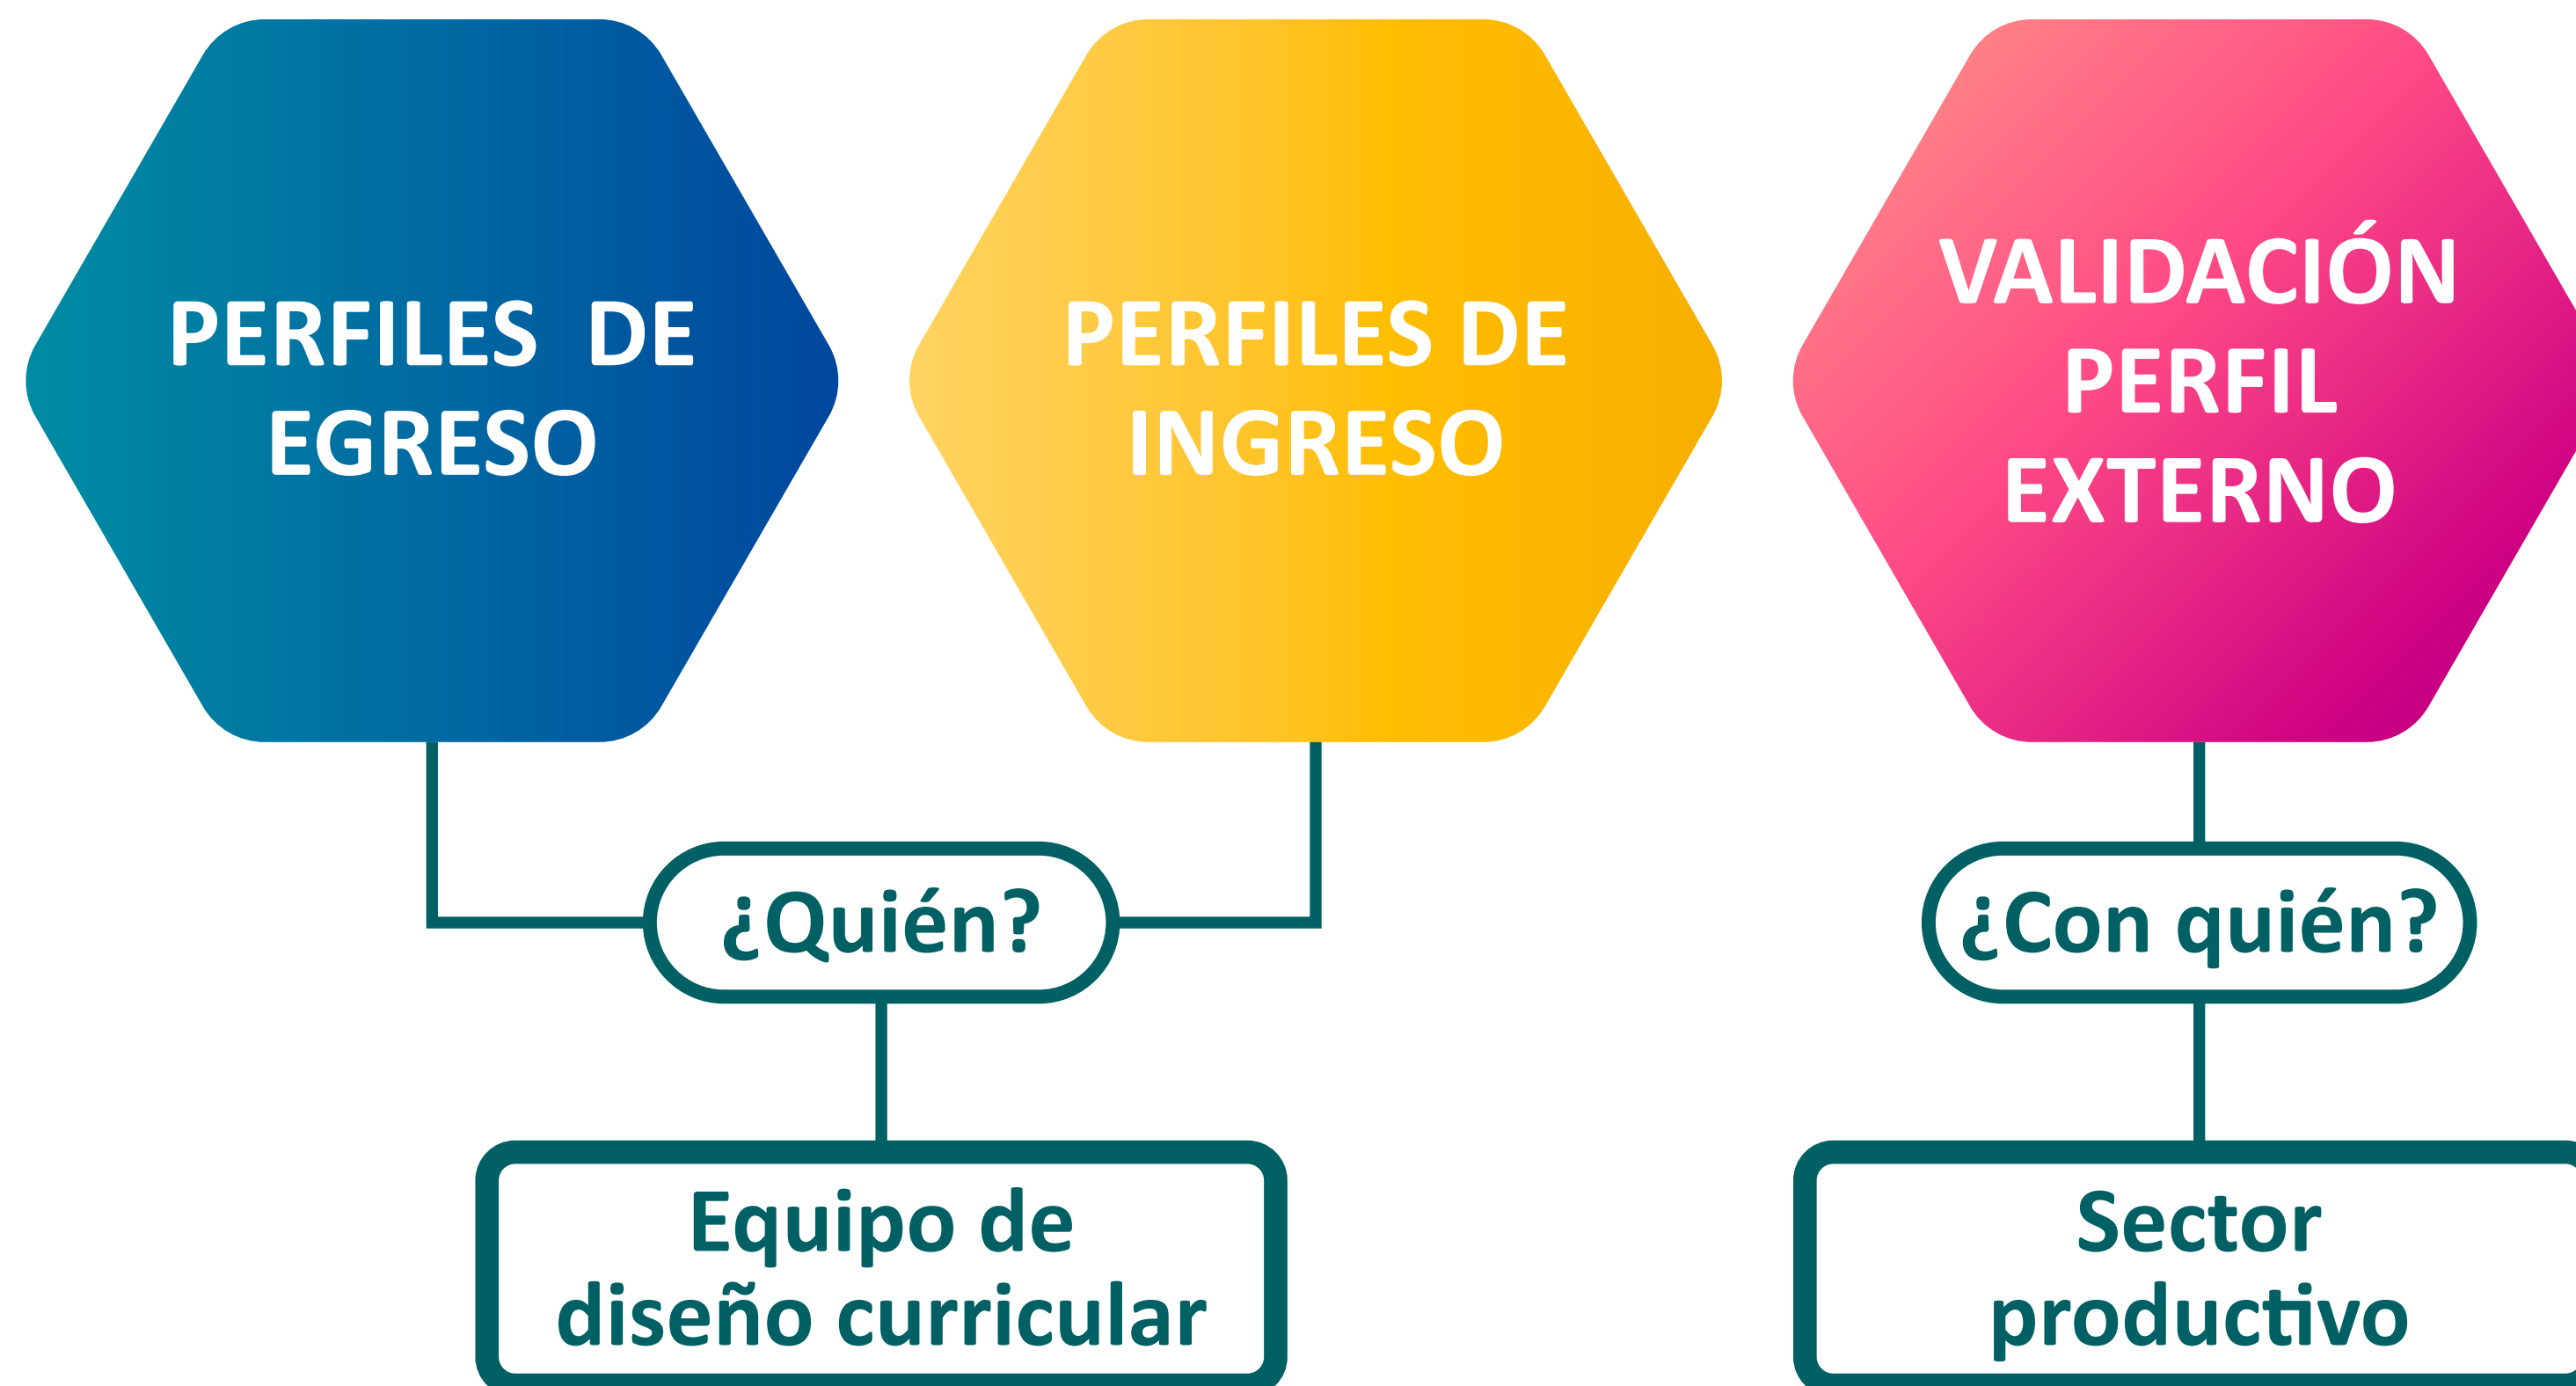 PERFILES DE
EGRESO
PERFILES DE
INGRESO
VALIDACIÓN
PERFIL
EXTERNO
¿Quién?
¿Con quién?
Equipo de
diseño curricular
Sector
productivo